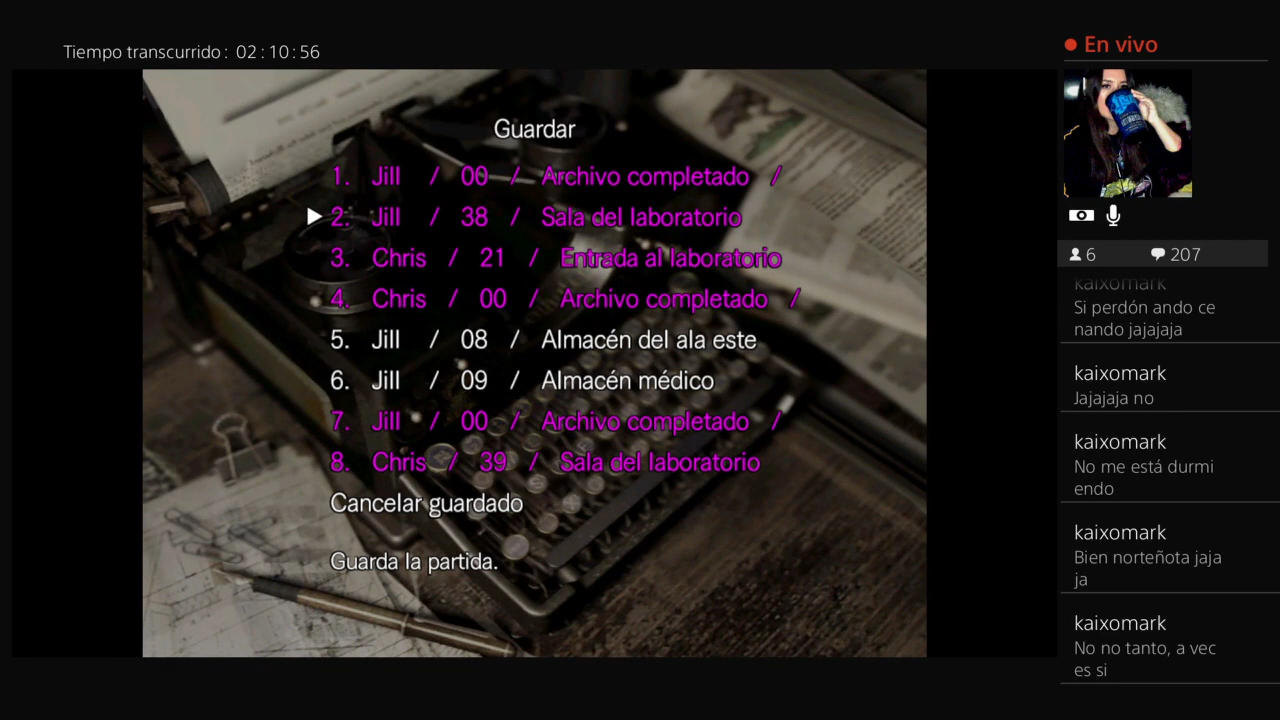 Tiempo transcurrido : 02 : 10 : 56
En vivo
Guardar
1. Jill / 00 / Archivo completado /
2. Jill / 38 / Sala del laboratorio
3. Chris / 21 / Entrada al laboratorio
4. Chris / 00 / Archivo completado /
5. Jill / 08 / Almacén del ala este
6. Jill / 09 / Almacén médico
7. Jill / 00 / Archivo completado /
8. Chris / 39 / Sala del laboratorio
Cancelar guardado
Guarda la partida.
6 207
kaixomark
Si perdón ando ce
nando jajajaja
kaixomark
Jajajaja no
kaixomark
No me está durmi
endo
kaixomark
Bien norteñota jaja
ja
kaixomark
No no tanto, a vec
es si